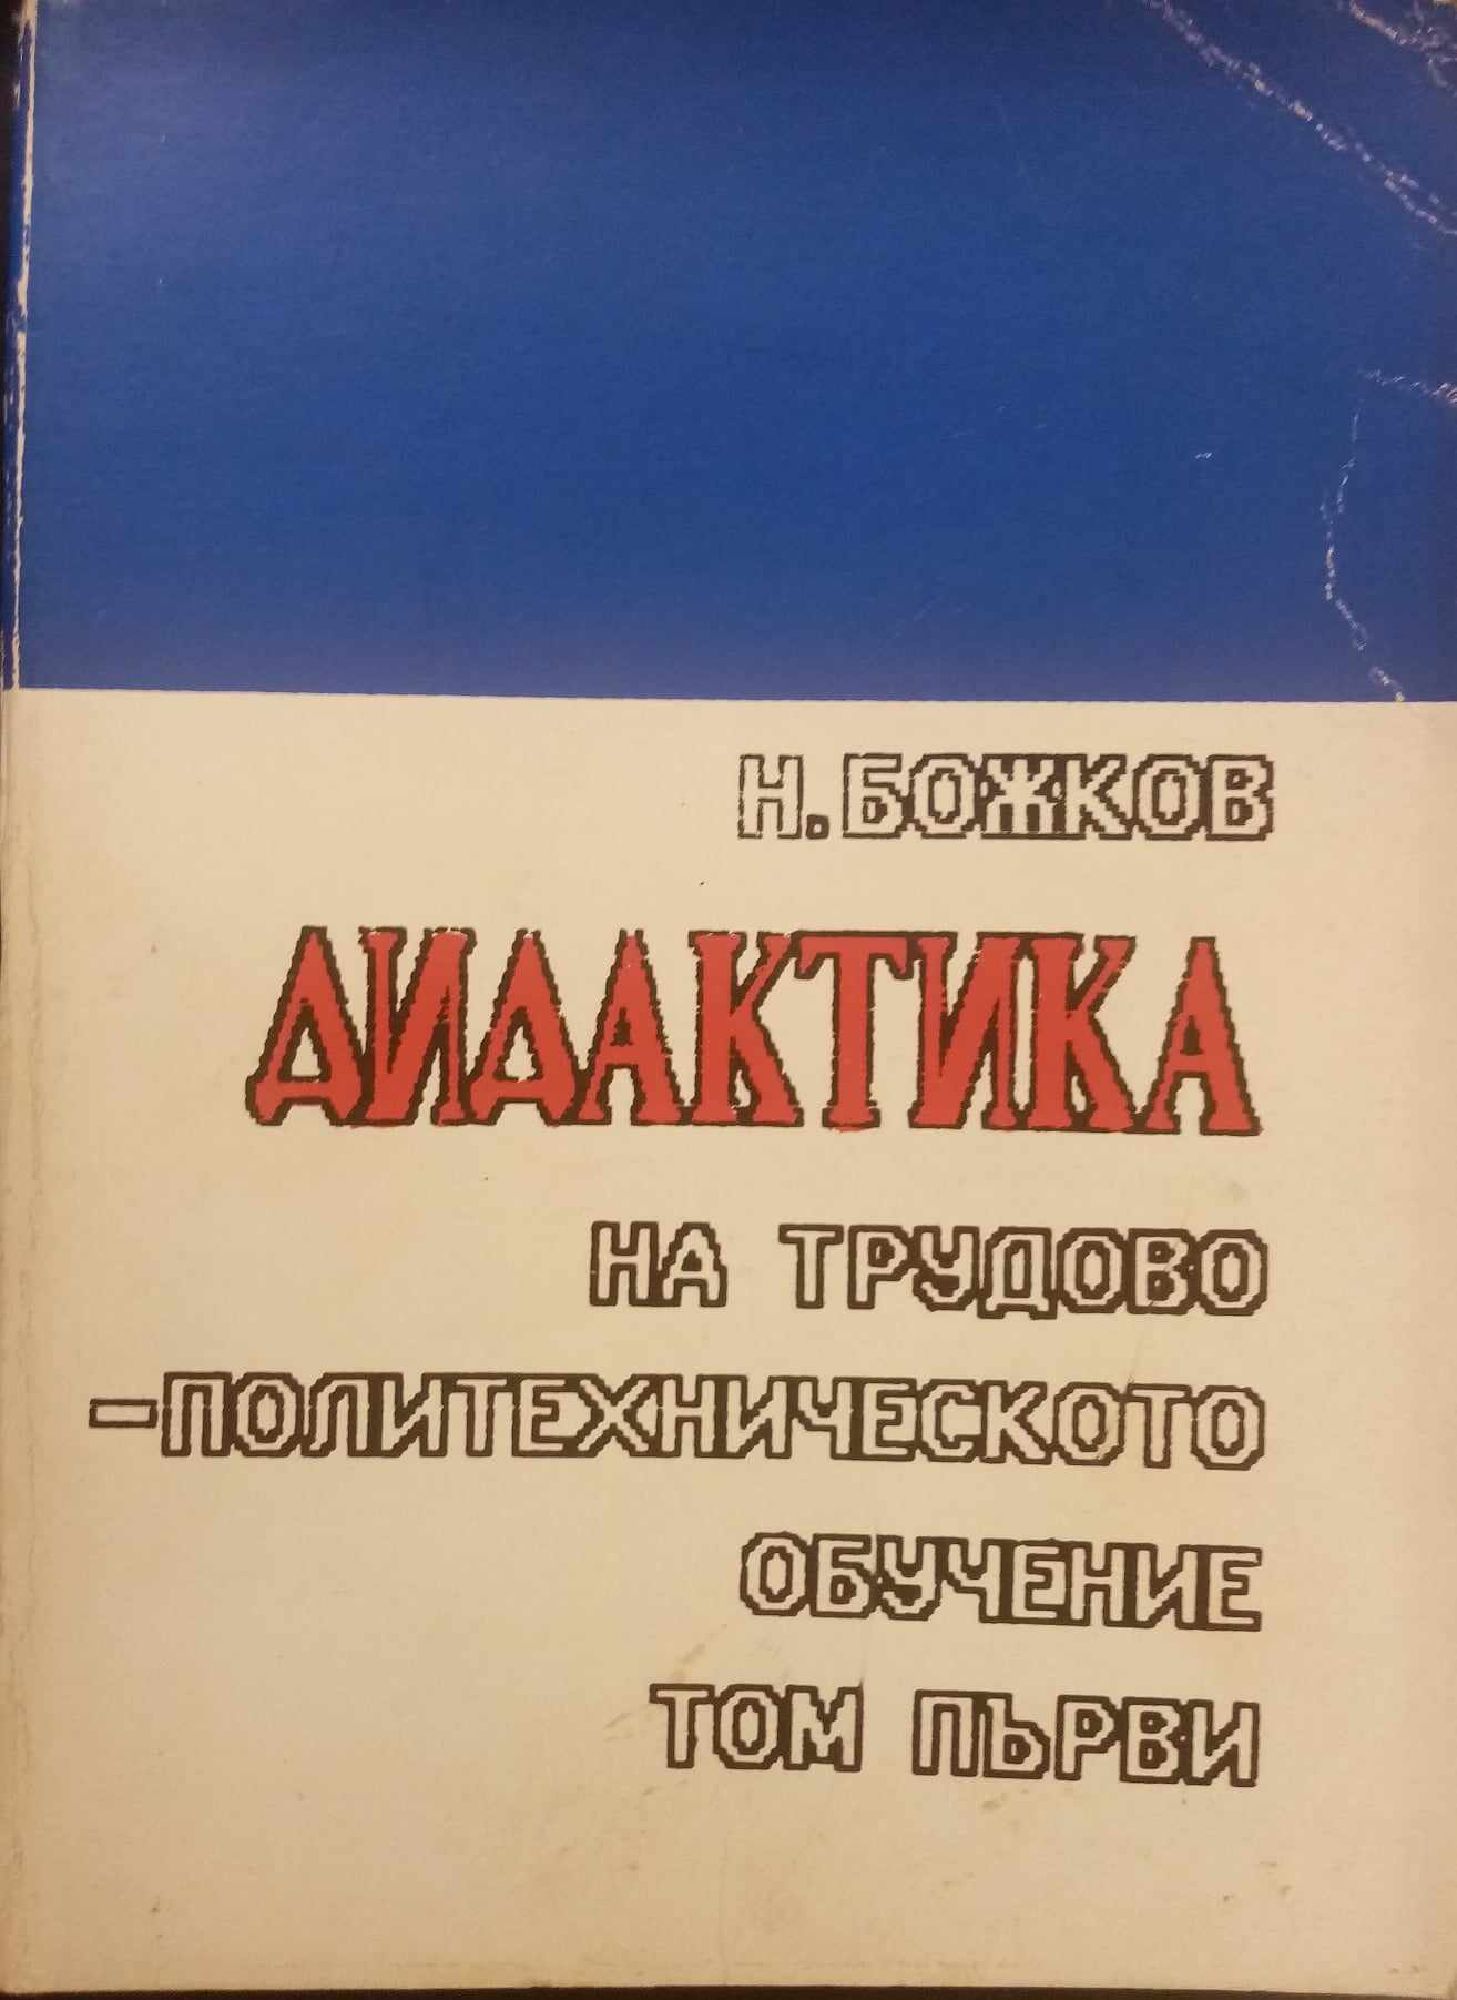 Н. БОЖКОВ
ДИДАКТИКА
НА ТРУДОВО
-ПОЛИТЕХНИЧЕСКОТО
ОБУЧЕНИЕ
ТОМ ПЪРВИ